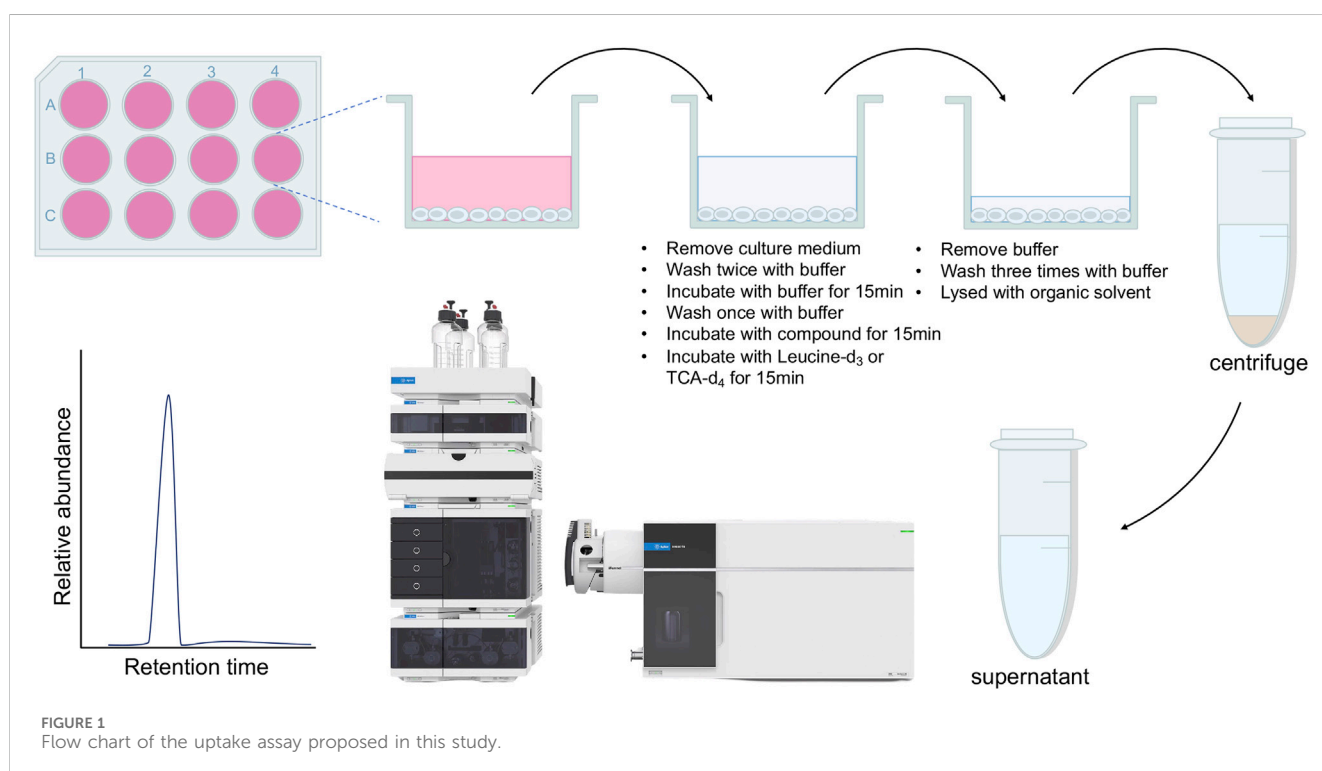 1 2 3 4
A
B
C
• Remove culture medium
• Wash twice with buffer
• Incubate with buffer for 15min
• Wash once with buffer
• Incubate with compound for 15min
• Incubate with Leucine-d₃ or
TCA-d₄ for 15min
• Remove buffer
• Wash three times with buffer
• Lysed with organic solvent
centrifuge
supernatant
Relative abundance
Retention time
FIGURE 1
Flow chart of the uptake assay proposed in this study.